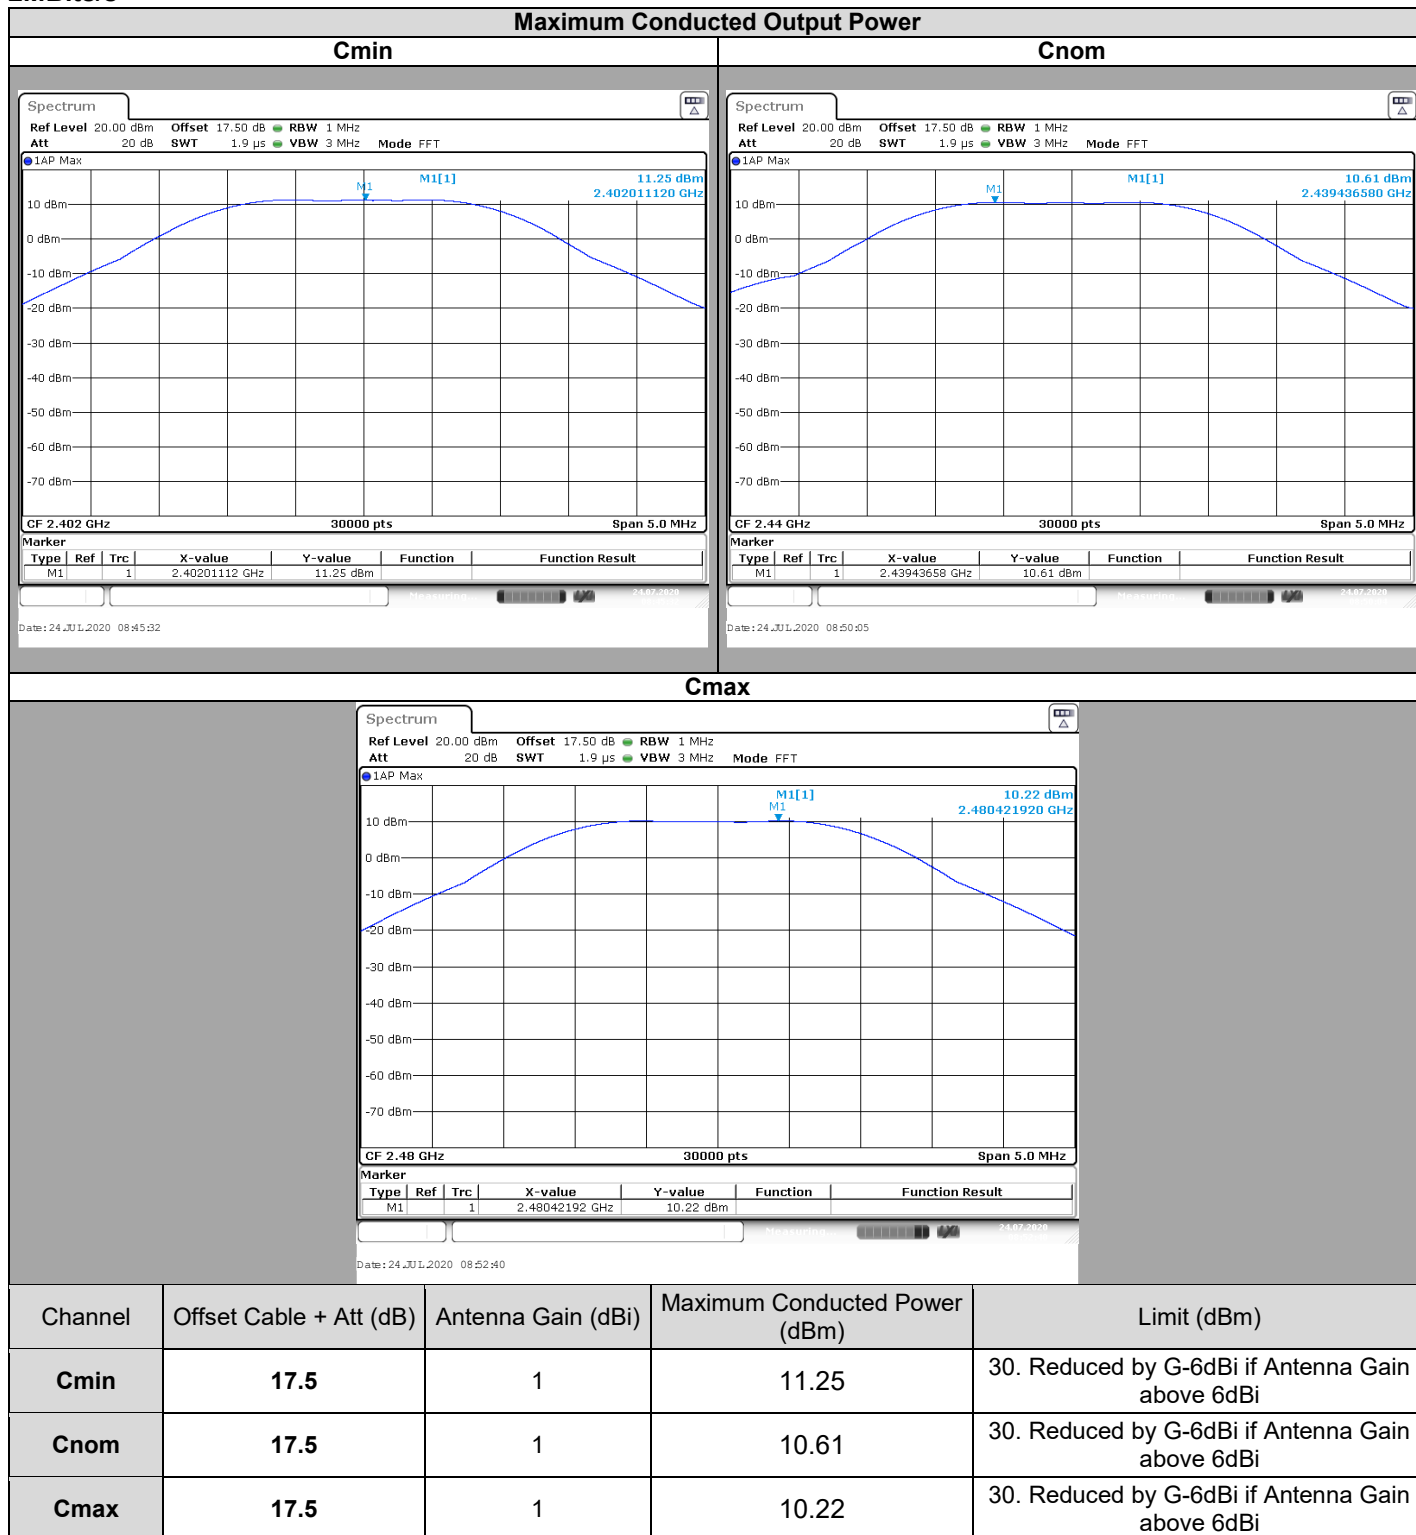 Maximum Conducted Output Power
Cmin
Cnom
Spectrum
Ref Level 20.00 dBm Offset 17.50 dB RBW 1 MHz
Att 20 dB SWT 1.9 µs VBW 3 MHz Mode FFT
1AP Max
M1[1] 11.25 dBm
2.402011120 GHz
M1
10 dBm
0 dBm
-10 dBm
-20 dBm
-30 dBm
-40 dBm
-50 dBm
-60 dBm
-70 dBm
CF 2.402 GHz 30000 pts Span 5.0 MHz
Marker
Type Ref Trc X-value Y-value Function Function Result
M1 1 2.40201112 GHz 11.25 dBm
Measuring... 24.07.2020
Date: 24.JUL.2020 08:45:32
Spectrum
Ref Level 20.00 dBm Offset 17.50 dB RBW 1 MHz
Att 20 dB SWT 1.9 µs VBW 3 MHz Mode FFT
1AP Max
M1[1] 10.61 dBm
2.439436580 GHz
M1
10 dBm
0 dBm
-10 dBm
-20 dBm
-30 dBm
-40 dBm
-50 dBm
-60 dBm
-70 dBm
CF 2.44 GHz 30000 pts Span 5.0 MHz
Marker
Type Ref Trc X-value Y-value Function Function Result
M1 1 2.43943658 GHz 10.61 dBm
Measuring... 24.07.2020
Date: 24.JUL.2020 08:50:05
Cmax
Spectrum
Ref Level 20.00 dBm Offset 17.50 dB RBW 1 MHz
Att 20 dB SWT 1.9 µs VBW 3 MHz Mode FFT
1AP Max
M1[1] 10.22 dBm
2.480421920 GHz
M1
10 dBm
0 dBm
-10 dBm
-20 dBm
-30 dBm
-40 dBm
-50 dBm
-60 dBm
-70 dBm
CF 2.48 GHz 30000 pts Span 5.0 MHz
Marker
Type Ref Trc X-value Y-value Function Function Result
M1 1 2.48042192 GHz 10.22 dBm
Measuring... 24.07.2020
Date: 24.JUL.2020 08:52:40
Channel Offset Cable + Att (dB) Antenna Gain (dBi) Maximum Conducted Power (dBm) Limit (dBm)
Cmin 17.5 1 11.25 30. Reduced by G-6dBi if Antenna Gain above 6dBi
Cnom 17.5 1 10.61 30. Reduced by G-6dBi if Antenna Gain above 6dBi
Cmax 17.5 1 10.22 30. Reduced by G-6dBi if Antenna Gain above 6dBi